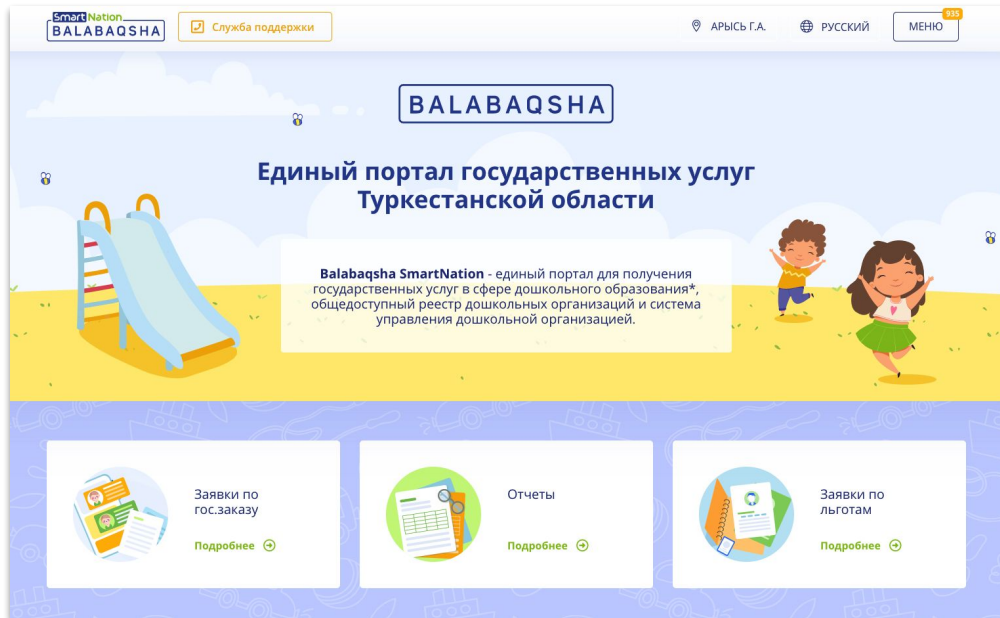 Smart Nation
BALABAQSHA
Служба поддержки
АРЫСЬ Г.А.
РУССКИЙ
МЕНЮ
935
BALABAQSHA
Единый портал государственных услуг
Туркестанской области
Balabaqsha SmartNation - единый портал для получения
государственных услуг в сфере дошкольного образования*,
общедоступный реестр дошкольных организаций и система
управления дошкольной организацией.
Заявки по
гос.заказу
Подробнее
Отчеты
Подробнее
Заявки по
льготам
Подробнее